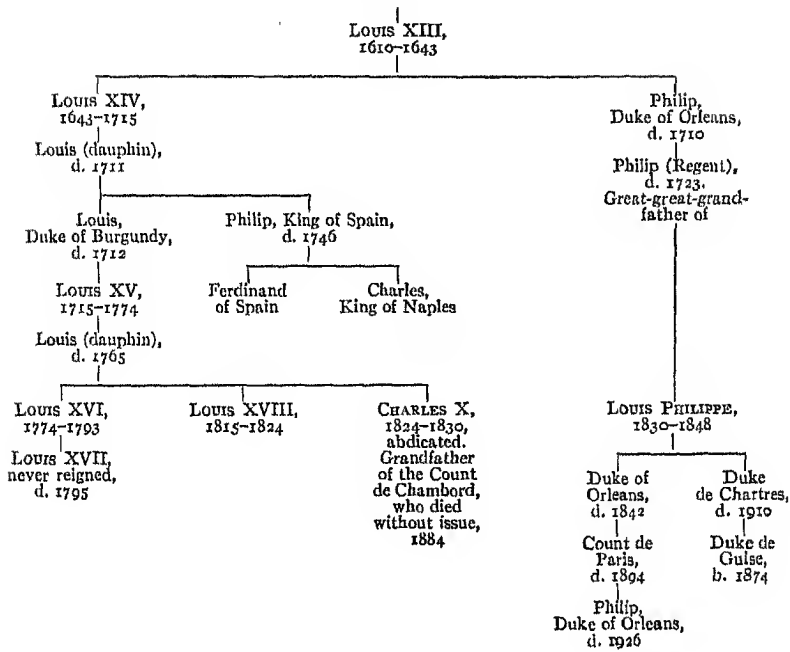 Louis XIII,
1610–1643
Louis XIV,
1643–1715
Philip,
Duke of Orleans,
d. 1710
Louis (dauphin),
d. 1711
Philip (Regent),
d. 1723.
Great-great-grand-
father of
Louis,
Duke of Burgundy,
d. 1712
Philip, King of Spain,
d. 1746
Louis XV,
1715–1774
Ferdinand
of Spain
Charles,
King of Naples
Louis (dauphin),
d. 1765
Louis XVI,
1774–1793
Louis XVIII,
1815–1824
Charles X,
1824–1830,
abdicated.
Grandfather
of the Count
de Chambord,
who died
without issue,
1884
Louis Philippe,
1830–1848
Louis XVII,
never reigned,
d. 1795
Duke of
Orleans,
d. 1842
Duke
de Chartres,
d. 1910
Count de
Paris,
d. 1894
Duke de
Guise,
b. 1874
Philip,
Duke of Orleans,
d. 1926